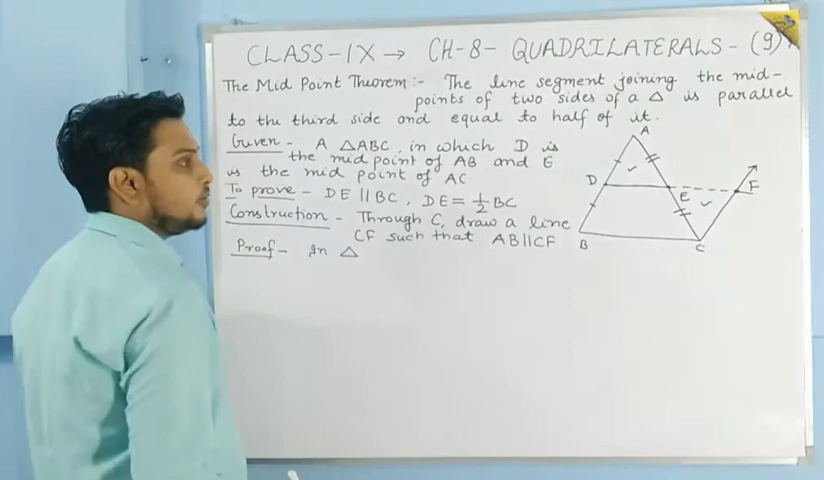 CLASS-IX → CH-8- QUADRILATERALS-(9)
The Mid Point Theorem:- The line segment joining the mid-
points of two sides of a △ is parallel
to the third side and equal to half of it.
Given- A △ABC, in which D is
the mid point of AB and E
is the mid point of AC
To prove- DE || BC, DE = 1/2 BC
Construction- Through C, draw a line
CF such that AB||CF
Proof- In △
A
D
E
F
B
C